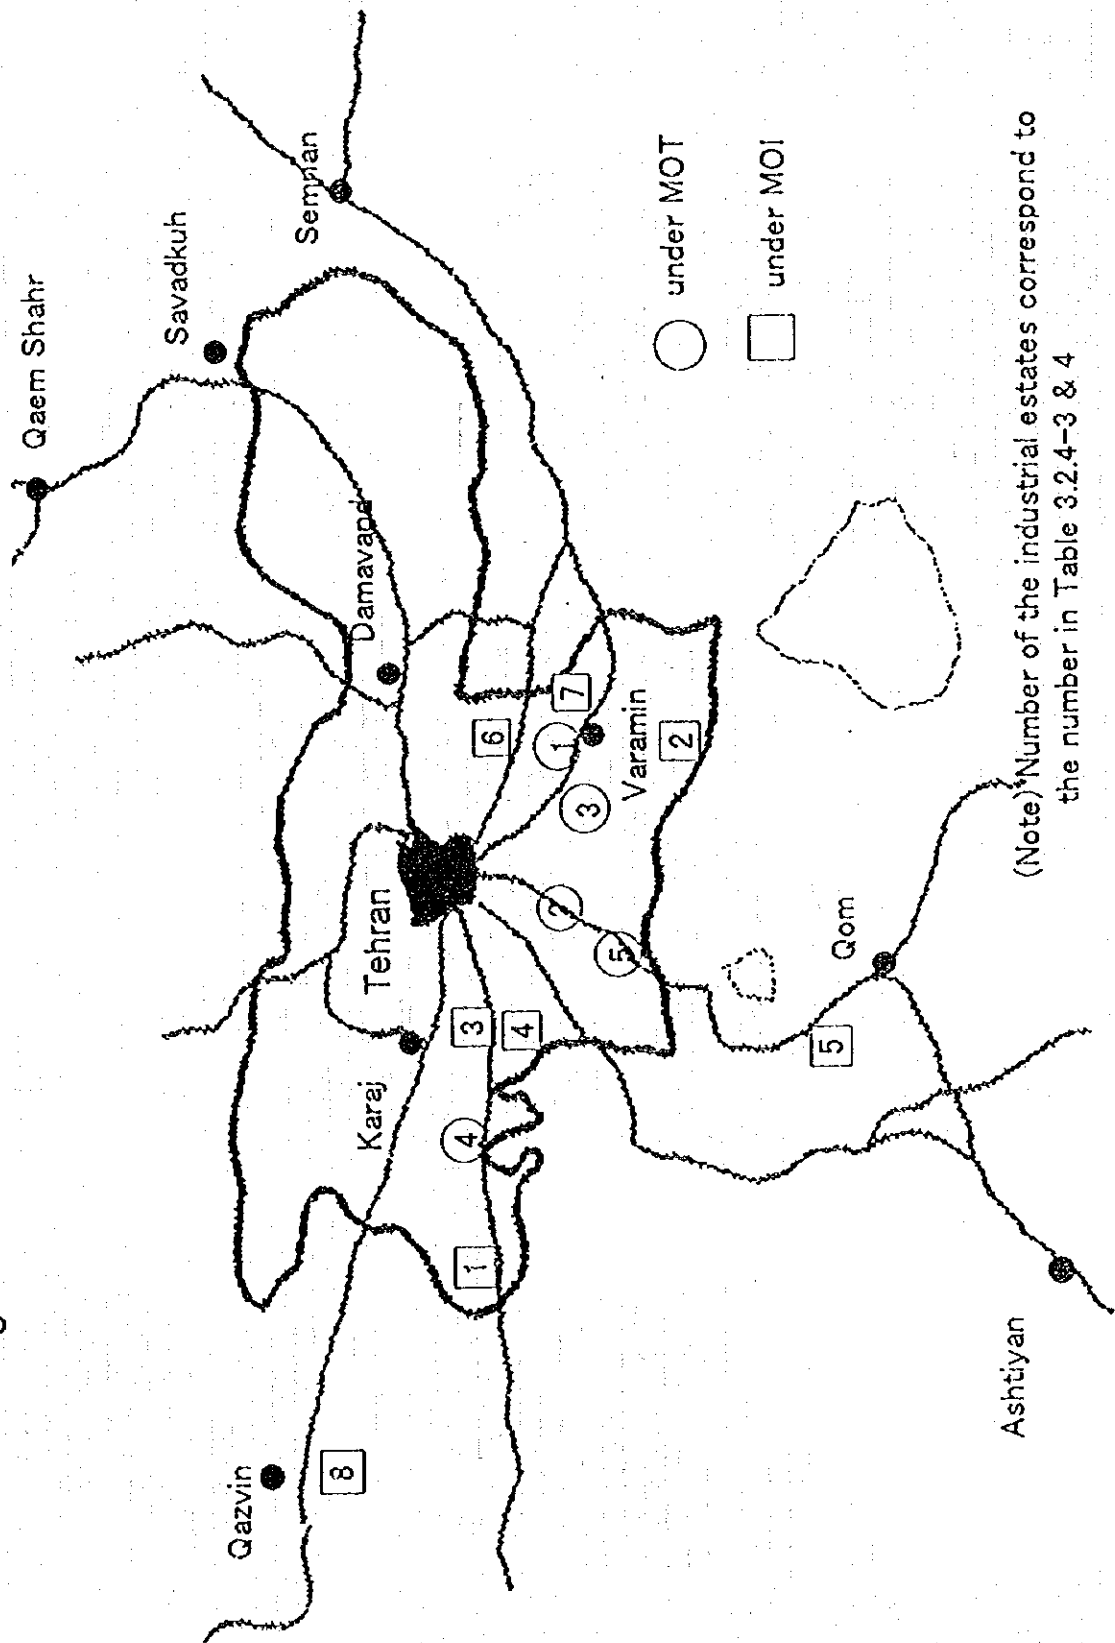 Qaem Shahr
Savadkuh
Qazvin
Semnan
8
Damavand
Karaj
Tehran
4
1
3
6
4
1
2
7
3
5
Varamin
under MOT
2
under MOI
5
Qom
Ashtiyan
(Note)*Number of the industrial estates correspond to
the number in Table 3.2.4-3 & 4